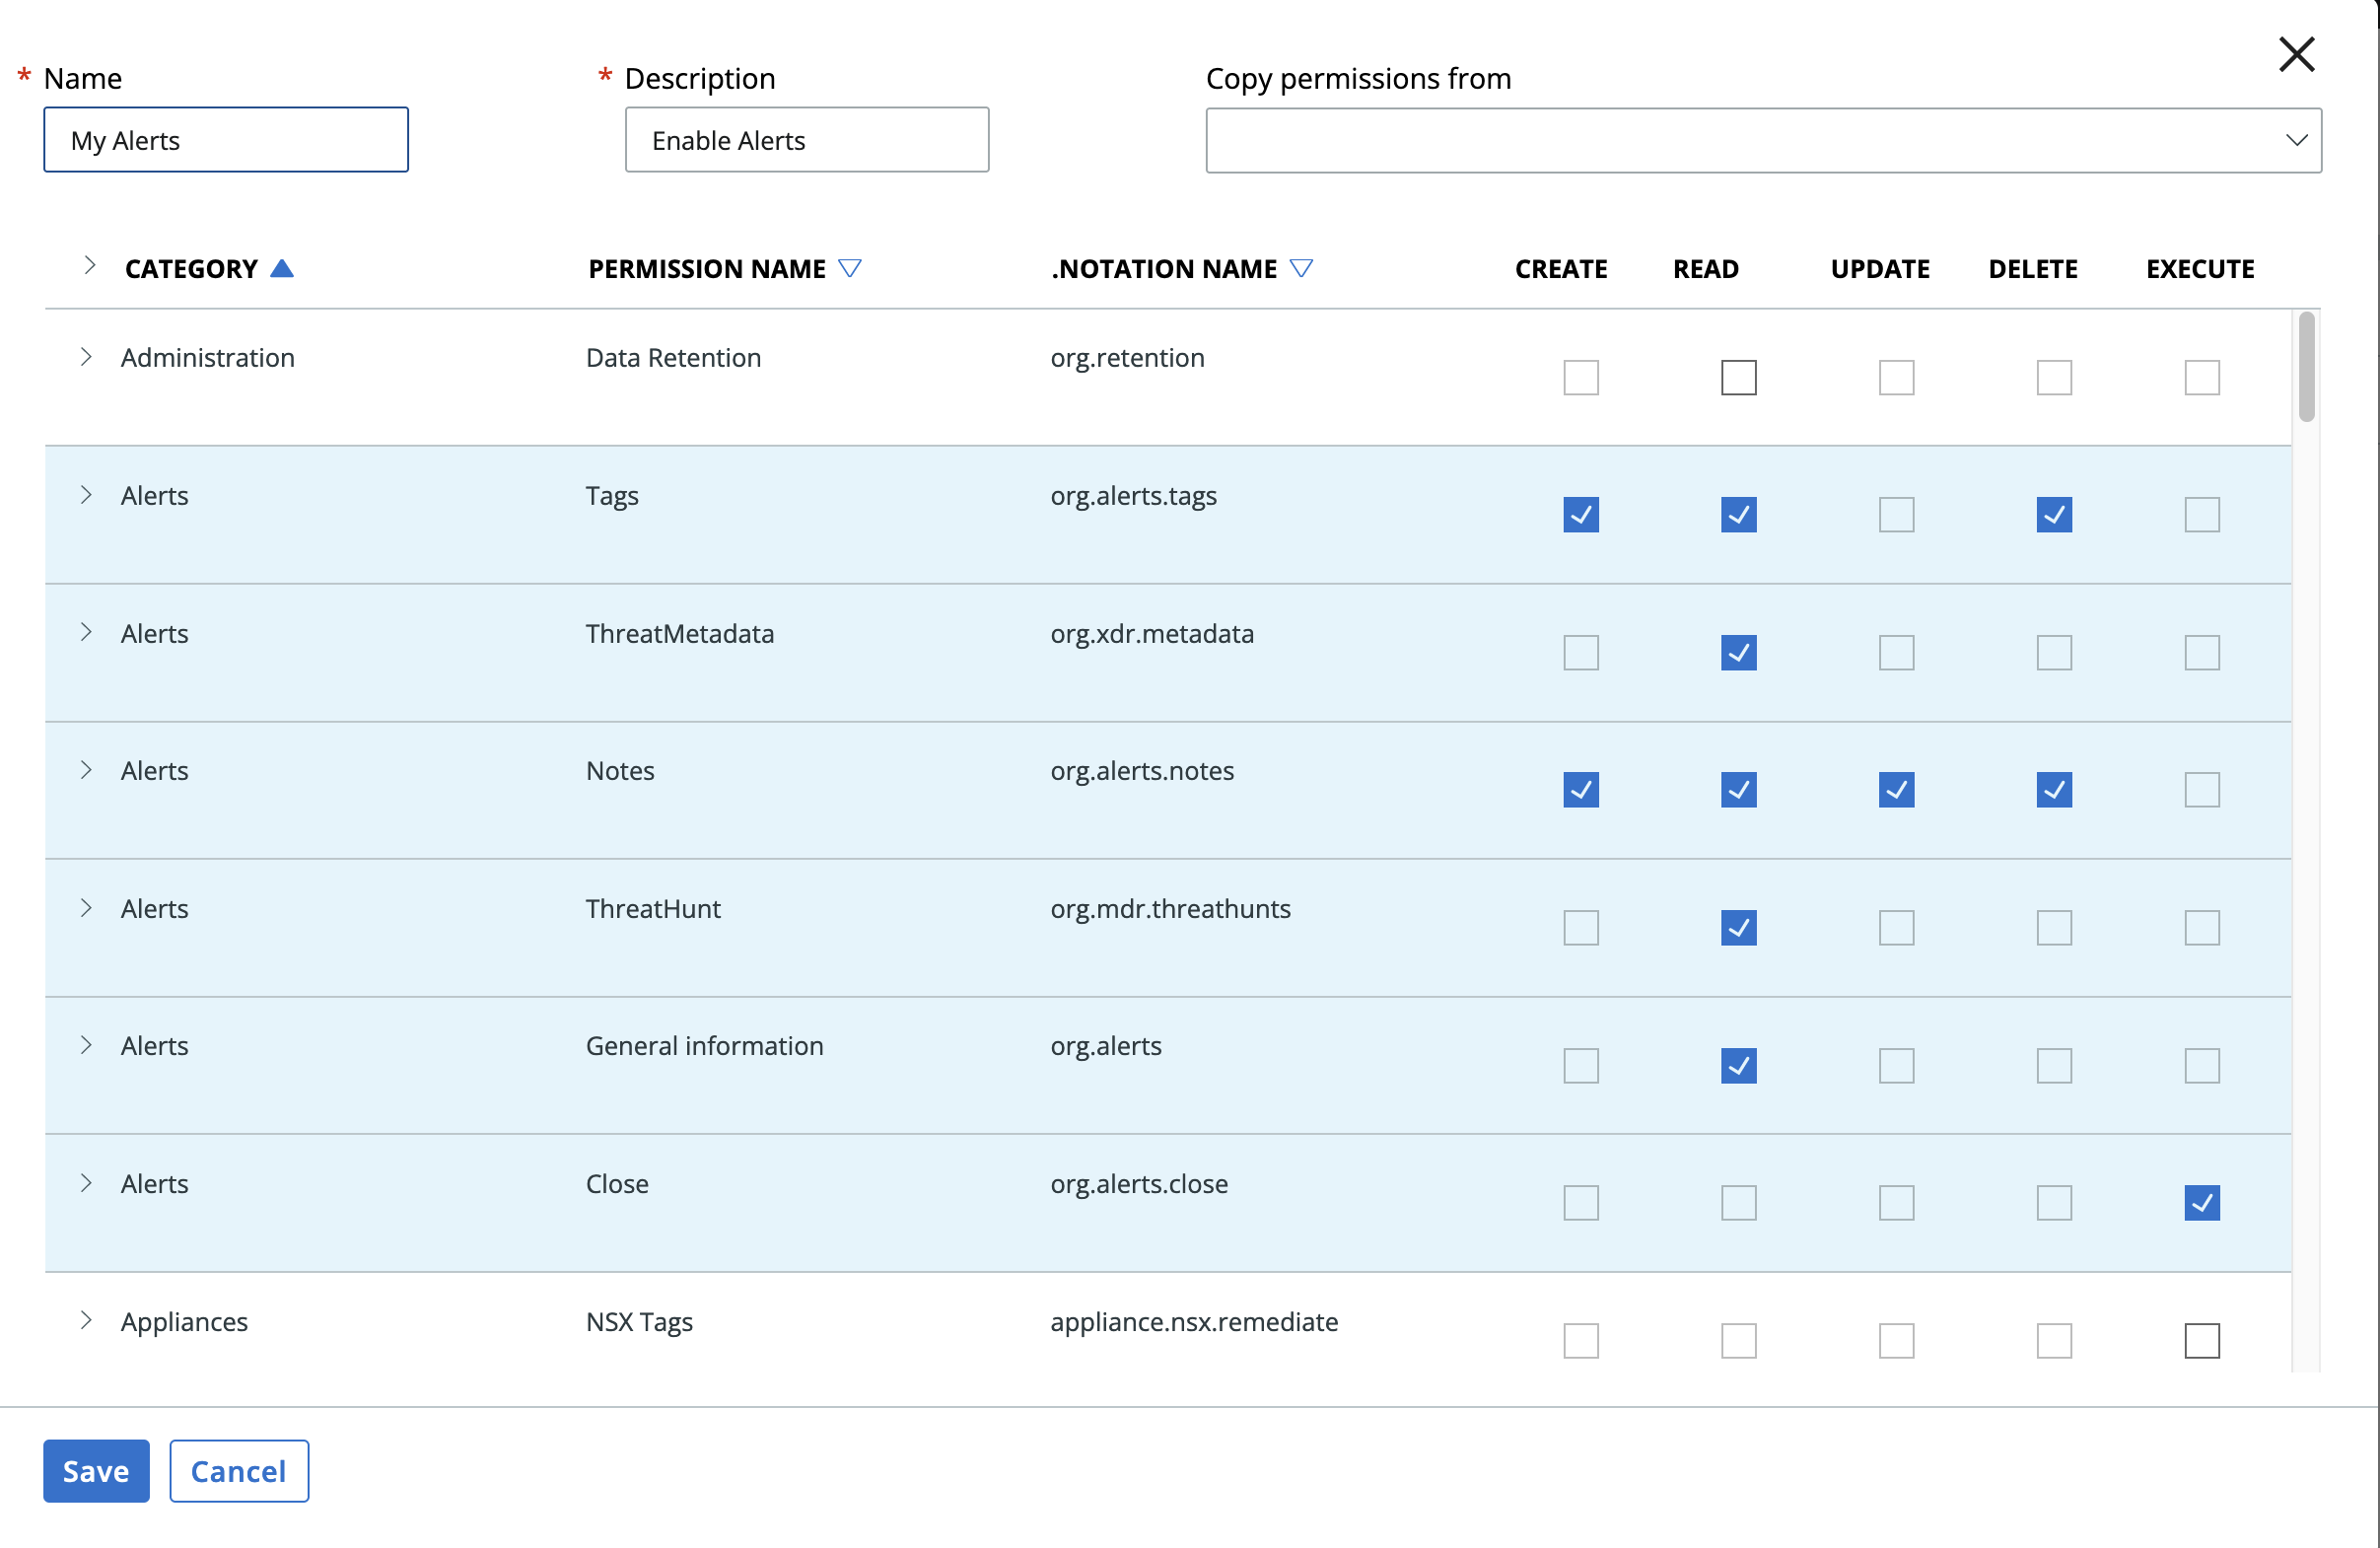 * Name * Description Copy permissions from
My Alerts Enable Alerts
CATEGORY PERMISSION NAME .NOTATION NAME CREATE READ UPDATE DELETE EXECUTE
Administration Data Retention org.retention
Alerts Tags org.alerts.tags
Alerts ThreatMetadata org.xdr.metadata
Alerts Notes org.alerts.notes
Alerts ThreatHunt org.mdr.threathunts
Alerts General information org.alerts
Alerts Close org.alerts.close
Appliances NSX Tags appliance.nsx.remediate
Save Cancel